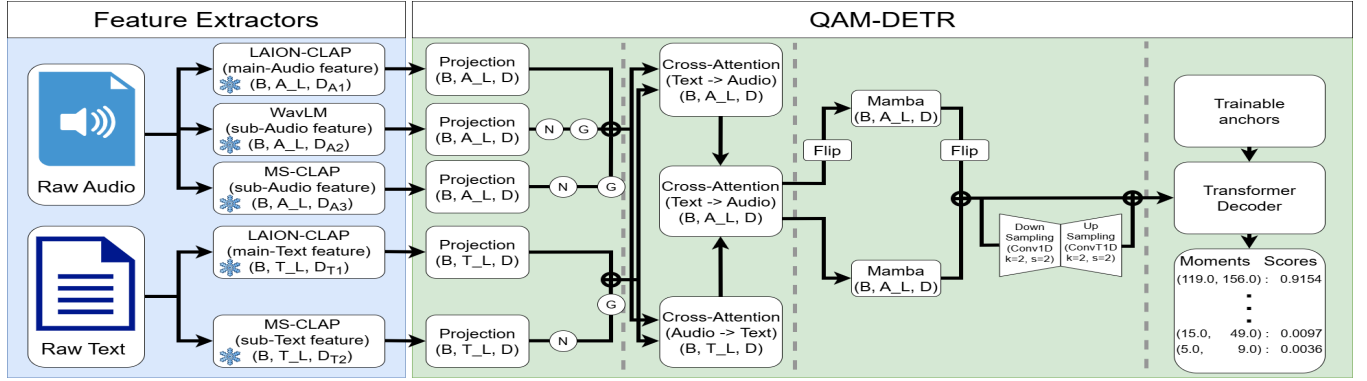 Feature Extractors
QAM-DETR
Raw Audio
Raw Text
LAION-CLAP
(main-Audio feature)
(B, A_L, D_A1)
WavLM
(sub-Audio feature)
(B, A_L, D_A2)
MS-CLAP
(sub-Audio feature)
(B, A_L, D_A3)
LAION-CLAP
(main-Text feature)
(B, T_L, D_T1)
MS-CLAP
(sub-Text feature)
(B, T_L, D_T2)
Projection
(B, A_L, D)
Projection
(B, A_L, D)
N
G
Projection
(B, A_L, D)
N
G
Projection
(B, T_L, D)
G
Projection
(B, T_L, D)
N
Cross-Attention
(Text -> Audio)
(B, A_L, D)
Cross-Attention
(Text -> Audio)
(B, A_L, D)
Cross-Attention
(Audio -> Text)
(B, T_L, D)
Flip
Mamba
(B, A_L, D)
Flip
Mamba
(B, A_L, D)
Down
Sampling
(Conv1D
k=2, s=2)
Up
Sampling
(ConvT1D
k=2, s=2)
Trainable
anchors
Transformer
Decoder
Moments Scores
(119.0, 156.0) : 0.9154
(15.0, 49.0) : 0.0097
(5.0, 9.0) : 0.0036